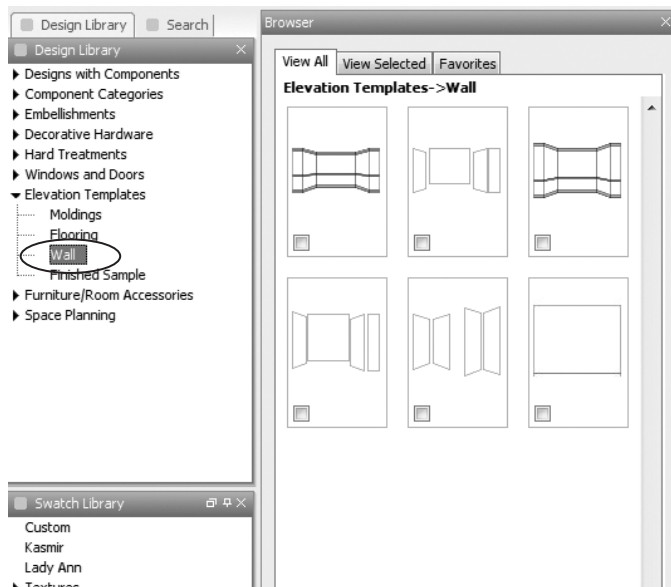 Design Library
Search
Design Library
Designs with Components
Component Categories
Embellishments
Decorative Hardware
Hard Treatments
Windows and Doors
Elevation Templates
Moldings
Flooring
Wall
Finished Sample
Furniture/Room Accessories
Space Planning
Swatch Library
Custom
Kasmir
Lady Ann
Textures
Browser
View All
View Selected
Favorites
Elevation Templates->Wall